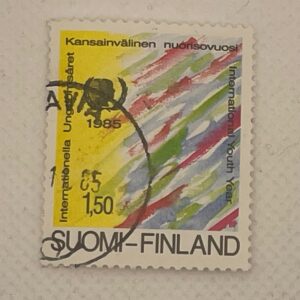 Kansainvälinen nuorisovuosi
Internationella Ungdomsåret
International Youth Year
1985
1,50
SUOMI-FINLAND